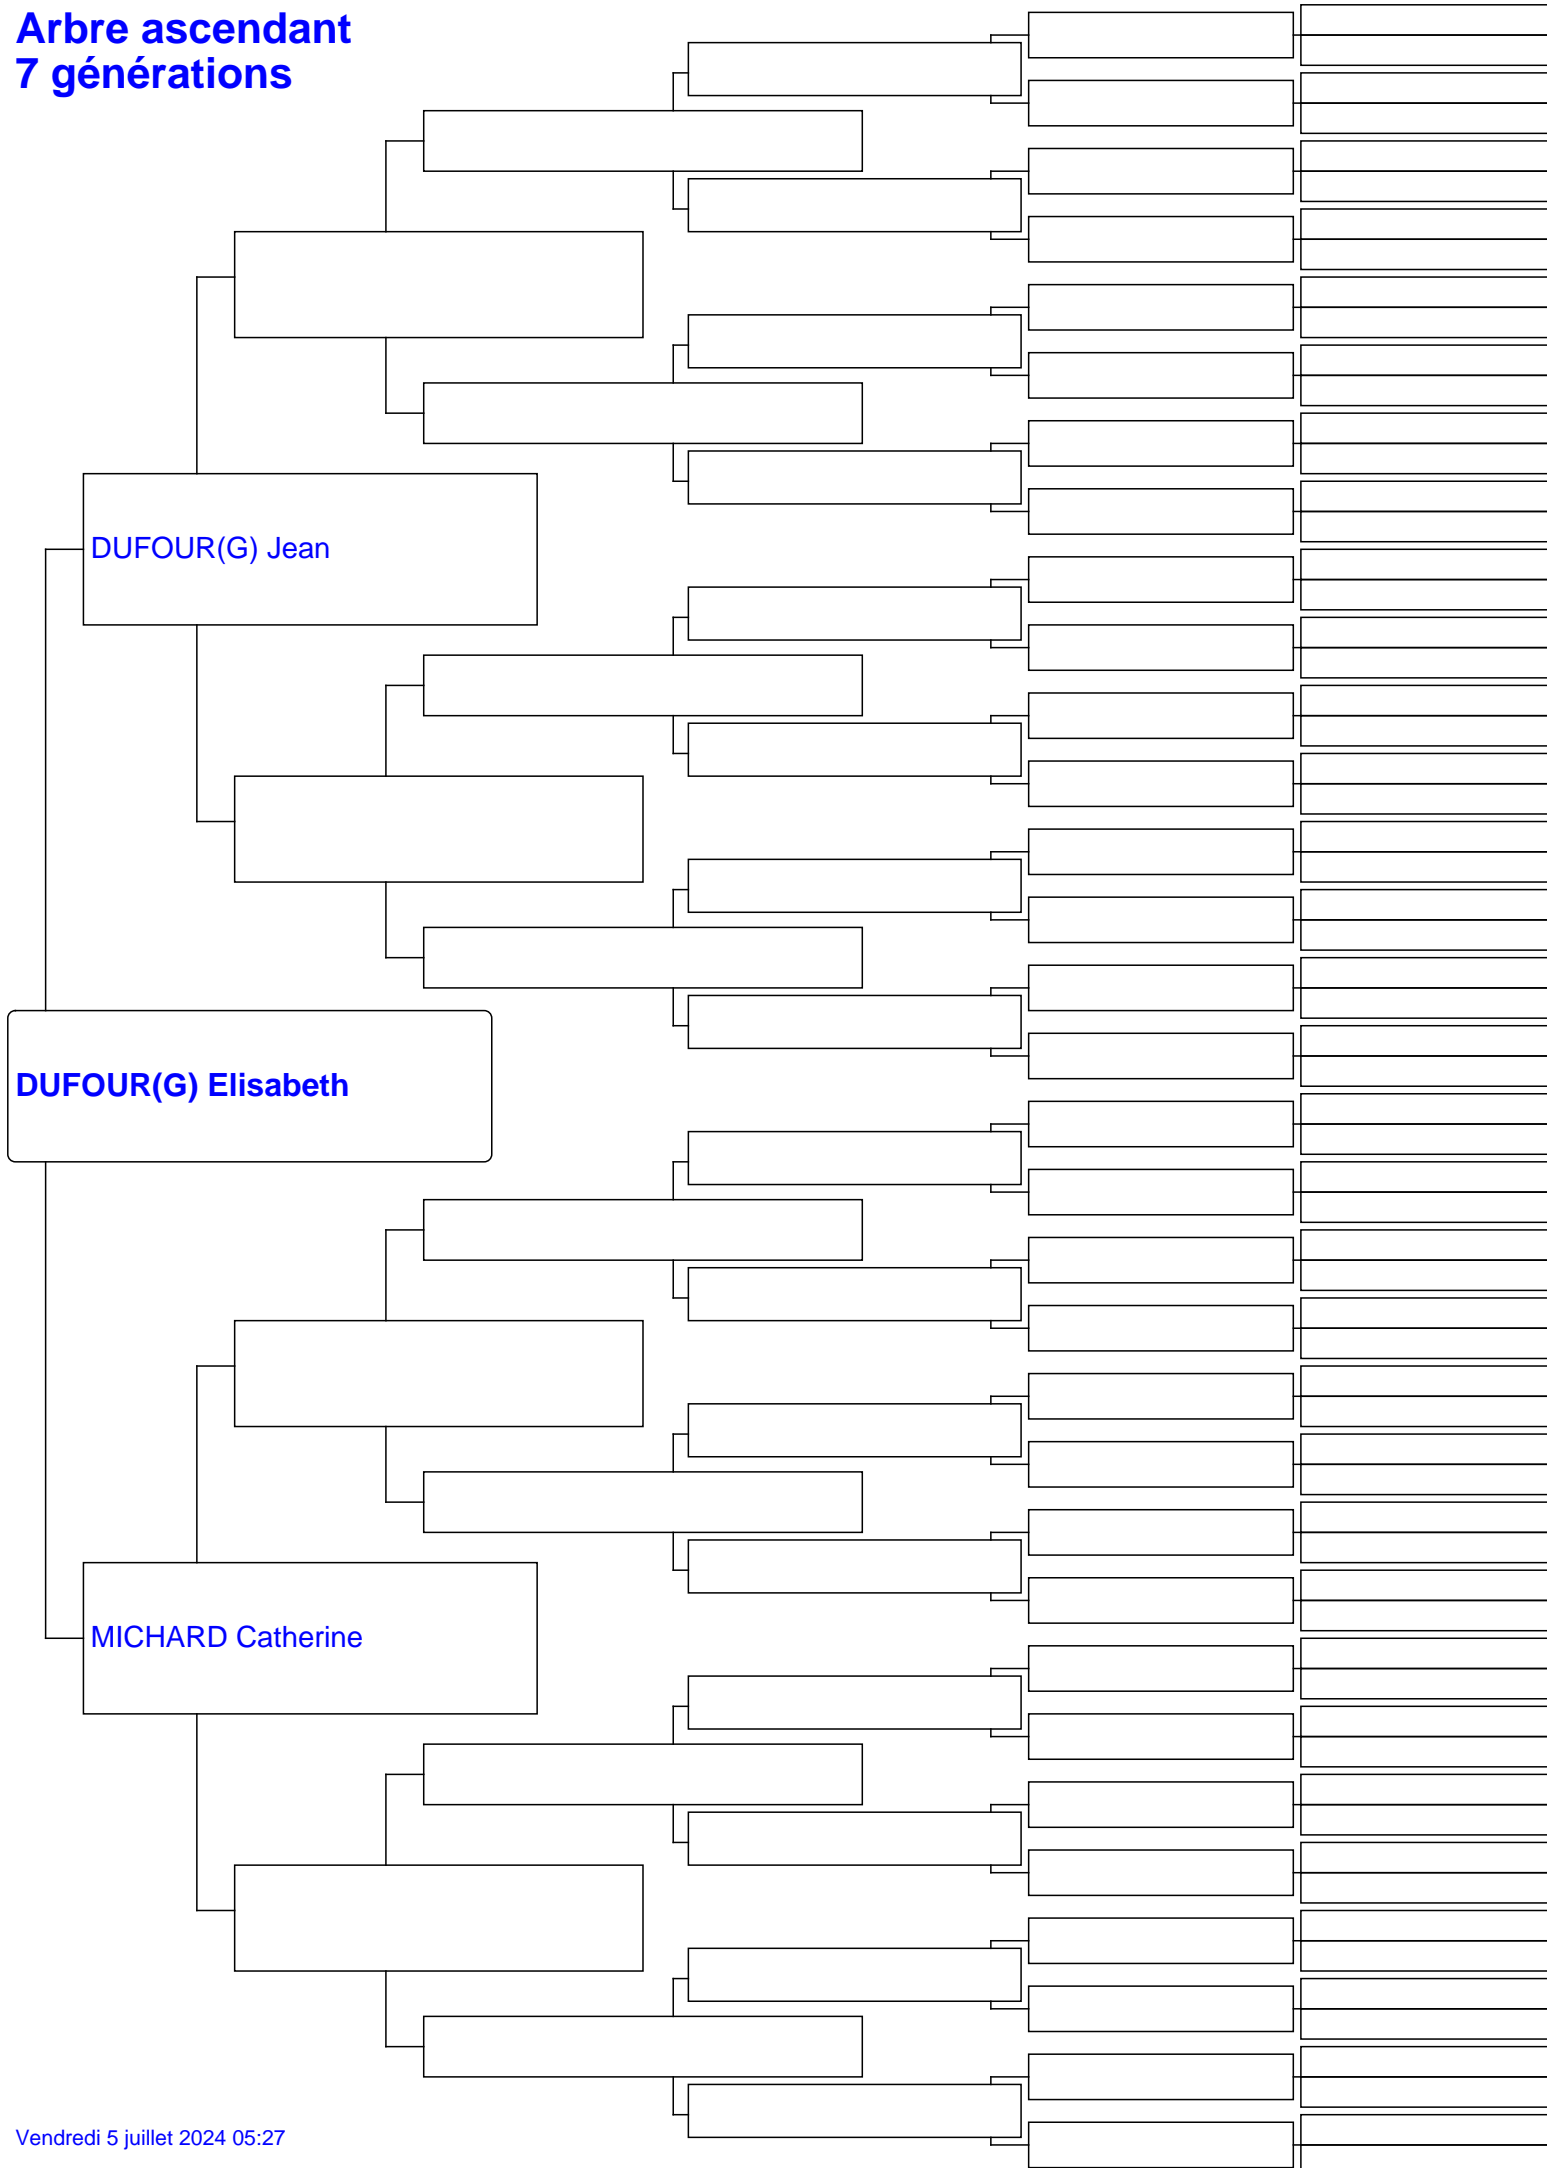 Arbre ascendant
7 générations
DUFOUR(G) Jean
DUFOUR(G) Elisabeth
MICHARD Catherine
Vendredi 5 juillet 2024 05:27